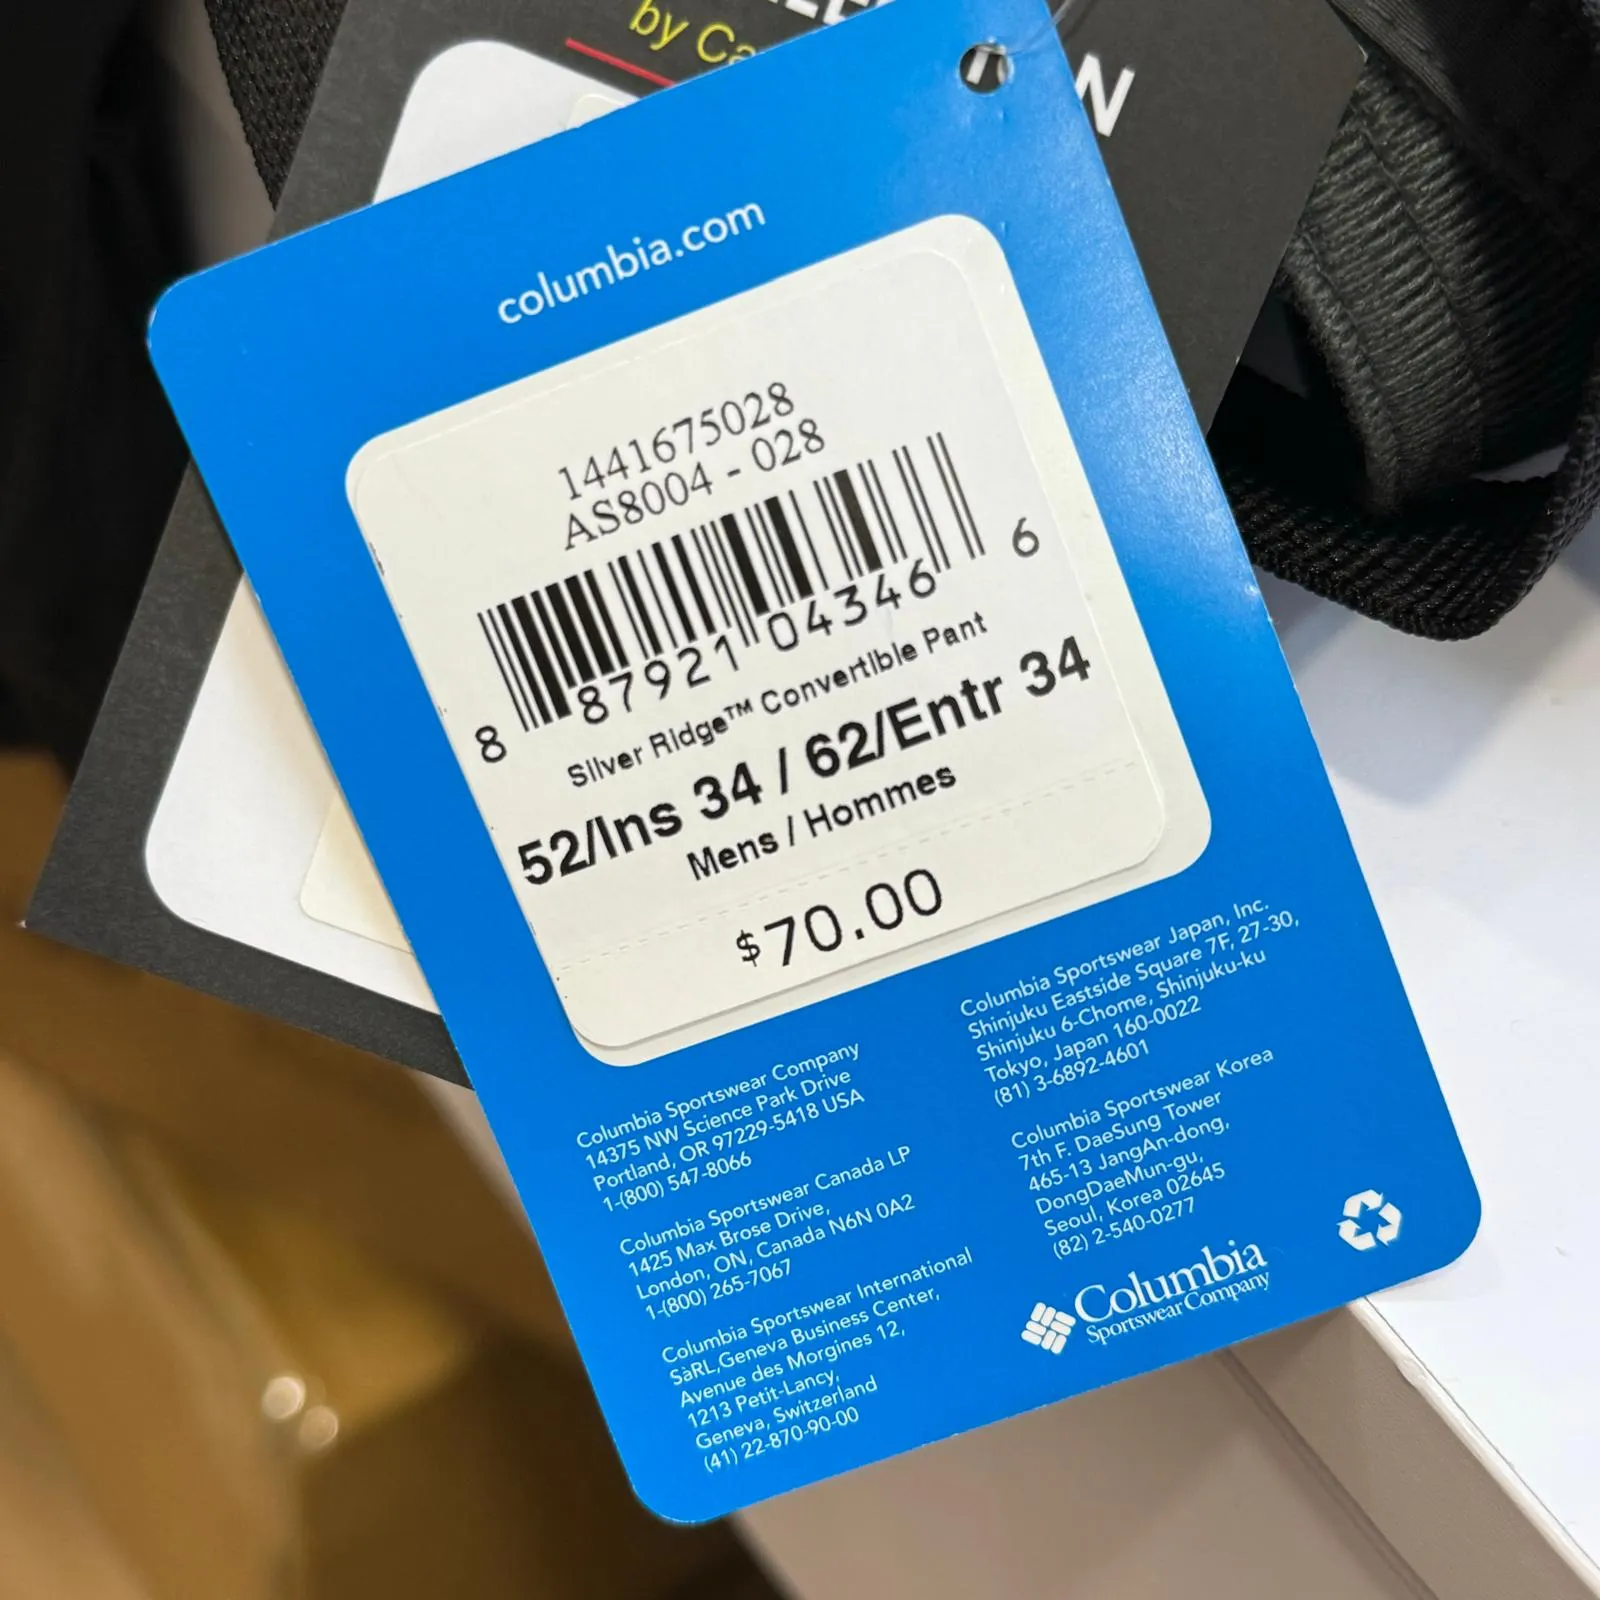 by
N
columbia.com
1441675028
AS8004 - 028
8 87921 04346 6
Silver Ridge™ Convertible Pant
52/Ins 34 / 62/Entr 34
Mens / Hommes
$70.00
Columbia Sportswear Company
14375 NW Science Park Drive
Portland, OR 97229-5418 USA
1-(800) 547-8066
Columbia Sportswear Canada LP
1425 Max Brose Drive,
London, ON, Canada N6N 0A2
1-(800) 265-7067
Columbia Sportswear International
SàRL,Geneva Business Center,
Avenue des Morgines 12,
1213 Petit-Lancy,
Geneva, Switzerland
(41) 22-870-90-00
Columbia Sportswear Japan, Inc.
Shinjuku Eastside Square 7F, 27-30,
Shinjuku 6-Chome, Shinjuku-ku
Tokyo, Japan 160-0022
(81) 3-6892-4601
Columbia Sportswear Korea
7th F. DaeSung Tower
465-13 JangAn-dong,
DongDaeMun-gu,
Seoul, Korea 02645
(82) 2-540-0277
Columbia
Sportswear Company